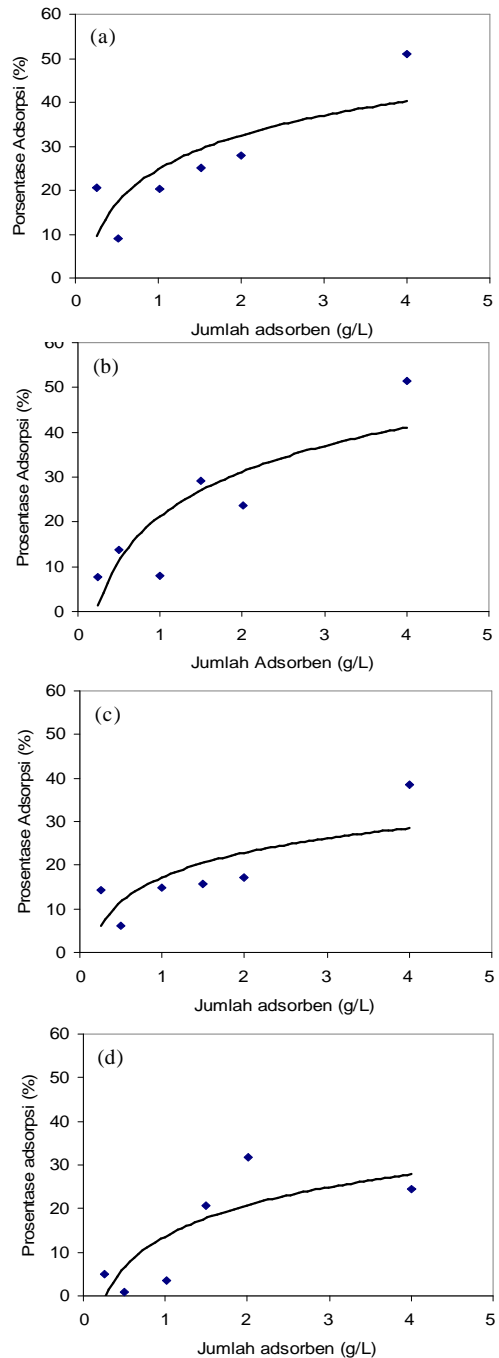 (a)
Porsentase Adsorpsi (%)
60
50
40
30
20
10
0
0 1 2 3 4 5
Jumlah adsorben (g/L)
(b)
Prosentase Adsorpsi (%)
60
50
40
30
20
10
0
0 1 2 3 4 5
Jumlah Adsorben (g/L)
(c)
Prosentase Adsorpsi (%)
60
50
40
30
20
10
0
0 1 2 3 4 5
Jumlah adsorben (g/L)
(d)
Prosentase adsorpsi (%)
60
50
40
30
20
10
0
0 1 2 3 4 5
Jumlah adsorben (g/L)